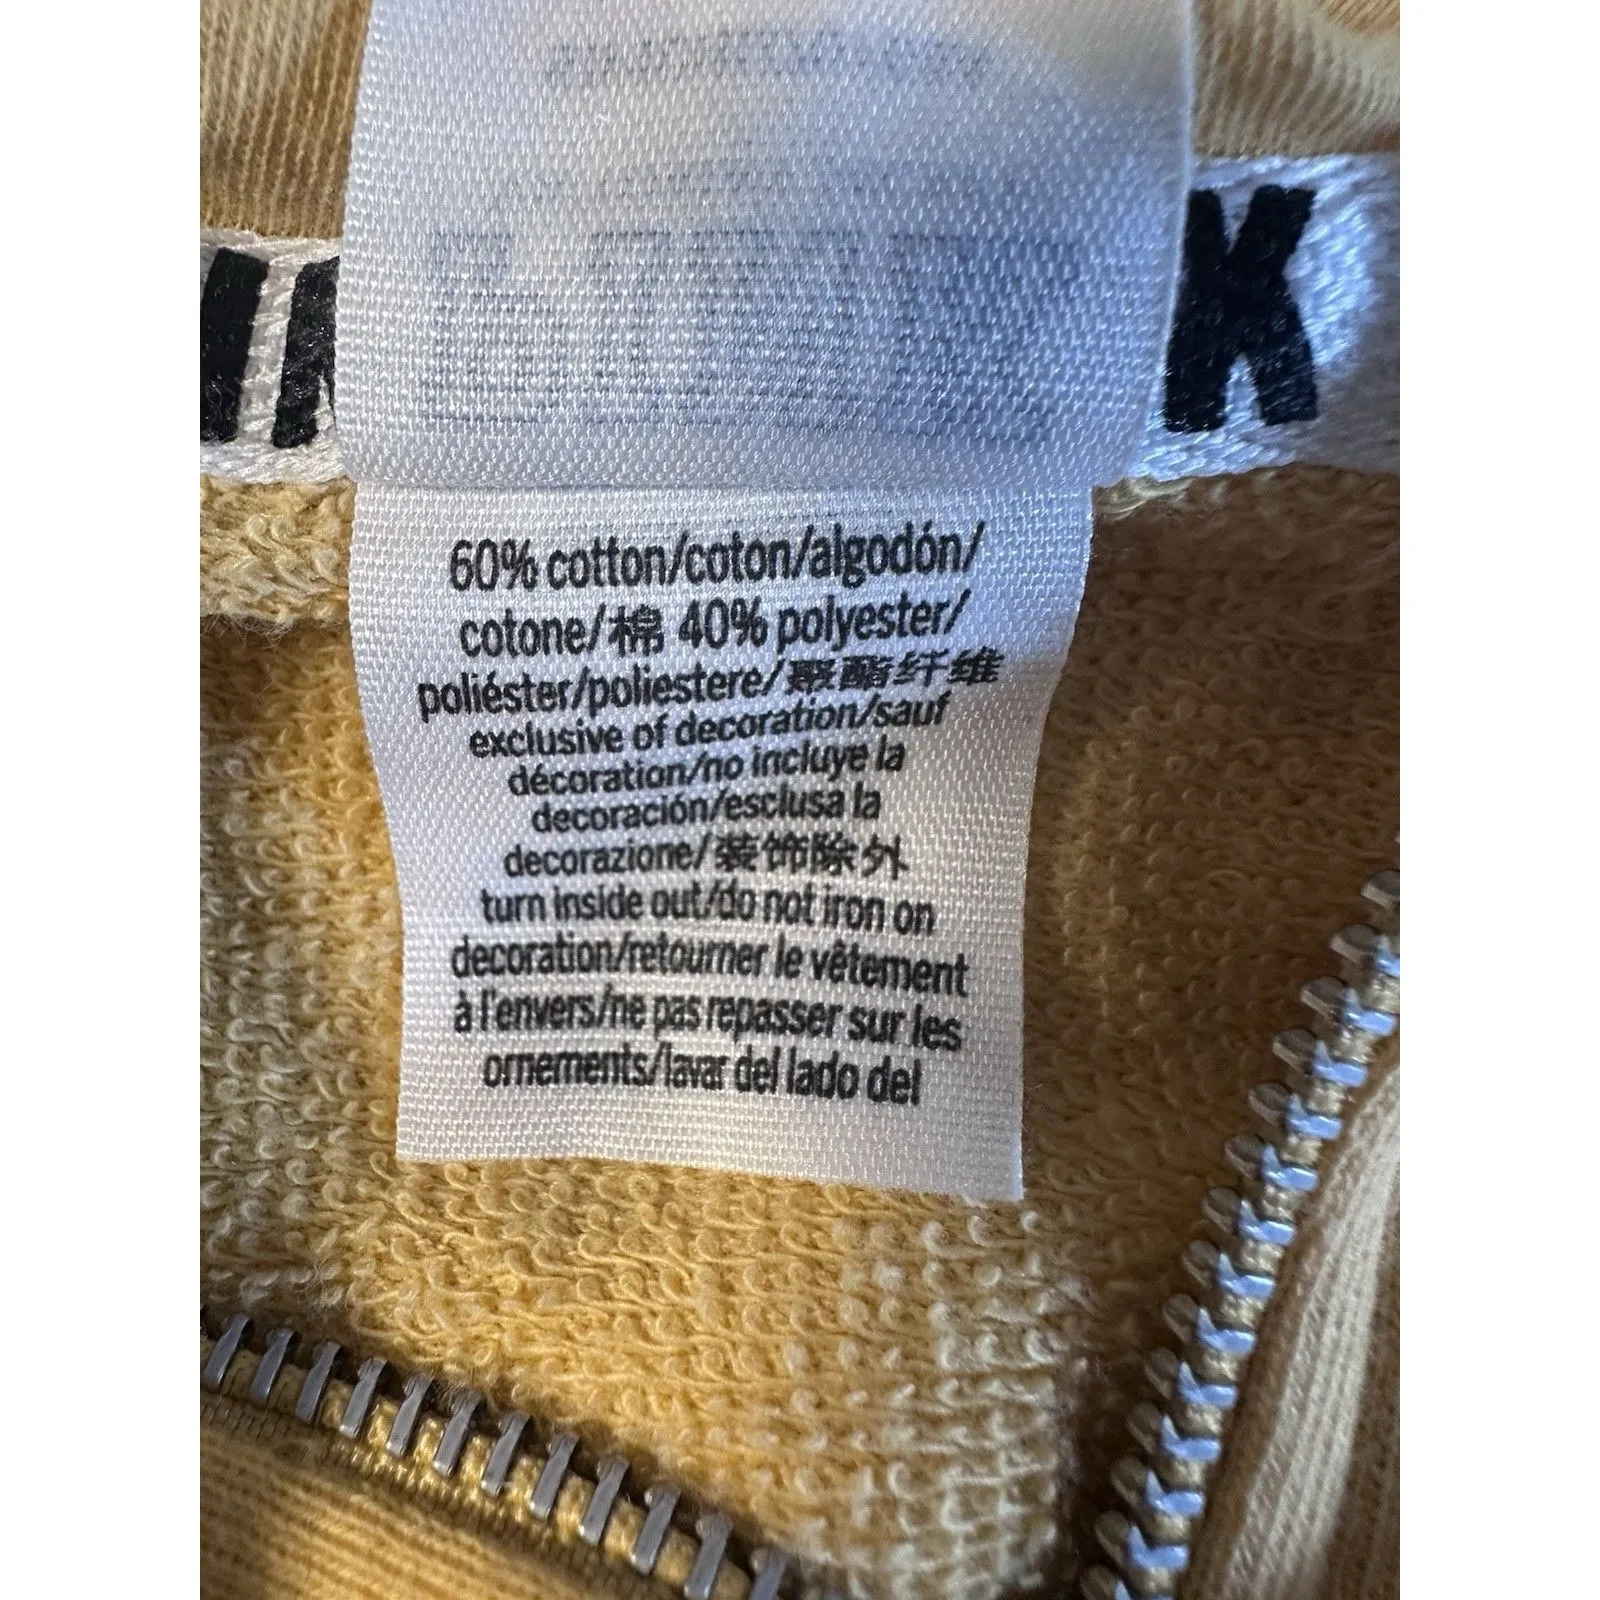 K
60% cotton/coton/algodón/
cotone/棉 40% polyester/
poliéster/poliestere/聚酯纤维
exclusive of decoration/sauf
décoration/no incluye la
decoración/esclusa la
decorazione/装饰除外
turn inside out/do not iron on
decoration/retourner le vêtement
à l'envers/ne pas repasser sur les
ornements/lavar del lado del